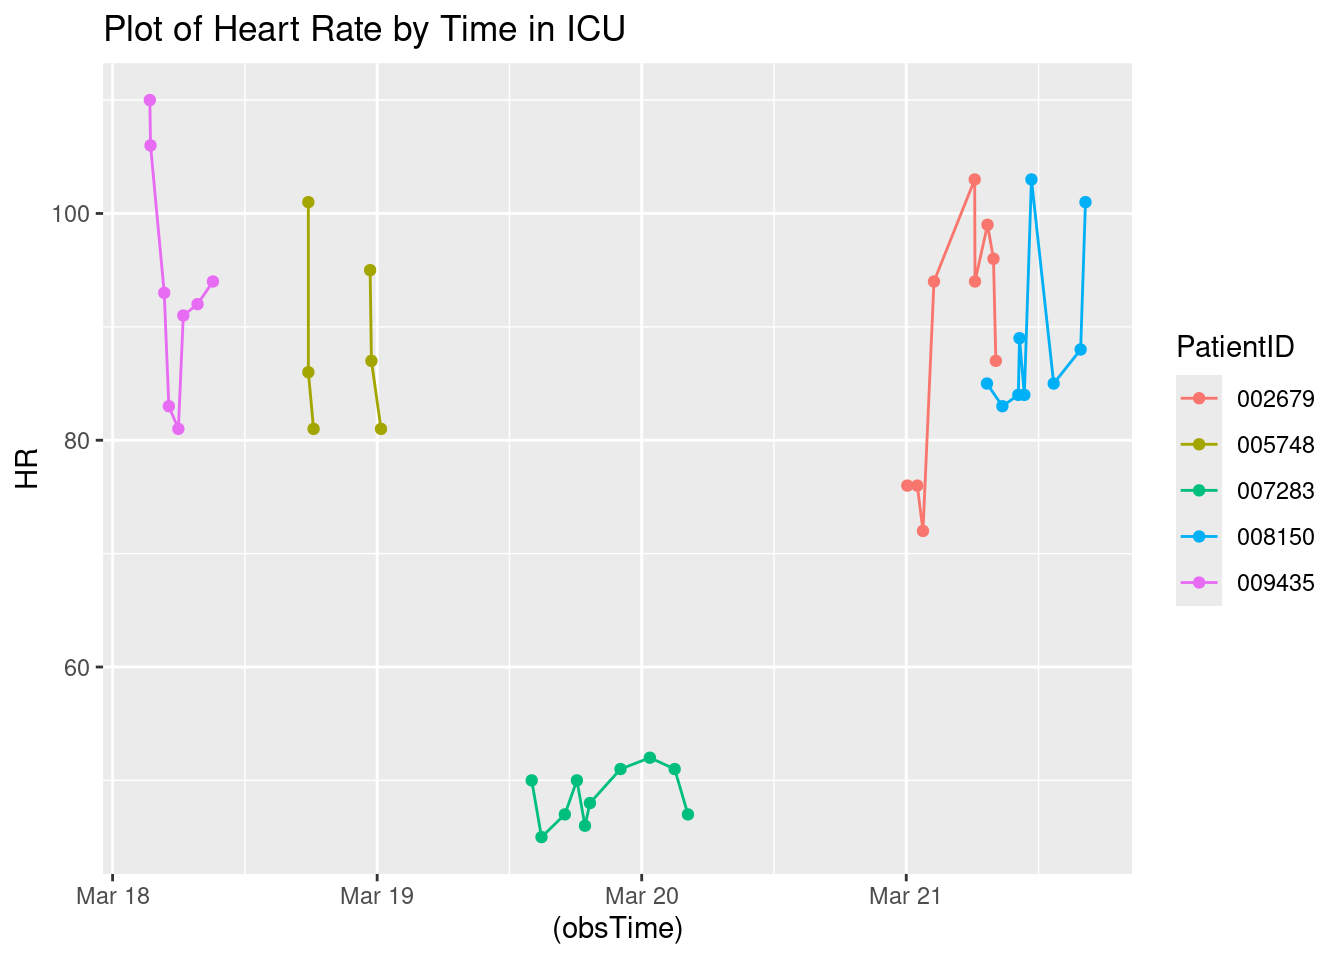 Plot of Heart Rate by Time in ICU
HR
100
80
60
Mar 18
Mar 19
Mar 20
Mar 21
(obsTime)
PatientID
002679
005748
007283
008150
009435